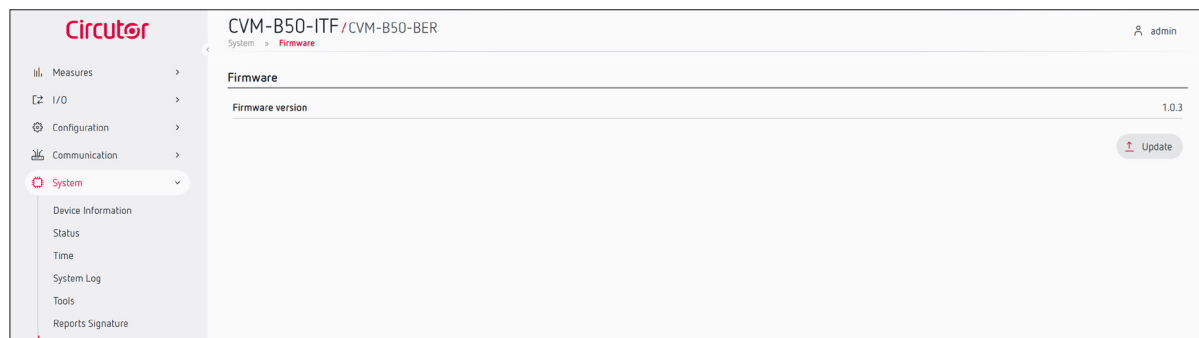 Circutor
CVM-B50-ITF/CVM-B50-BER
System » Firmware
admin
Measures
I/O
Configuration
Communication
System
Device Information
Status
Time
System Log
Tools
Reports Signature
Firmware
Firmware version 1.0.3
Update